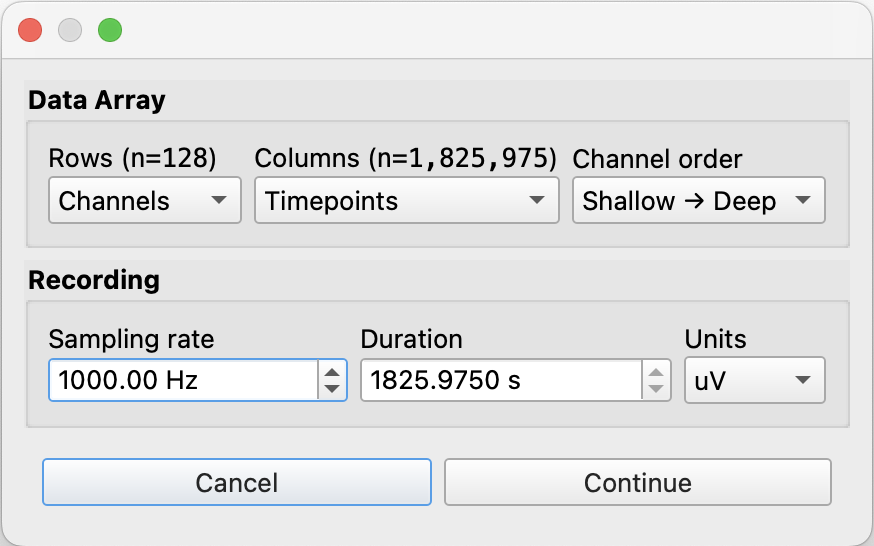 Data Array
Rows (n=128) Columns (n=1,825,975) Channel order
Channels Timepoints Shallow → Deep
Recording
Sampling rate Duration Units
1000.00 Hz 1825.9750 s uV
Cancel Continue